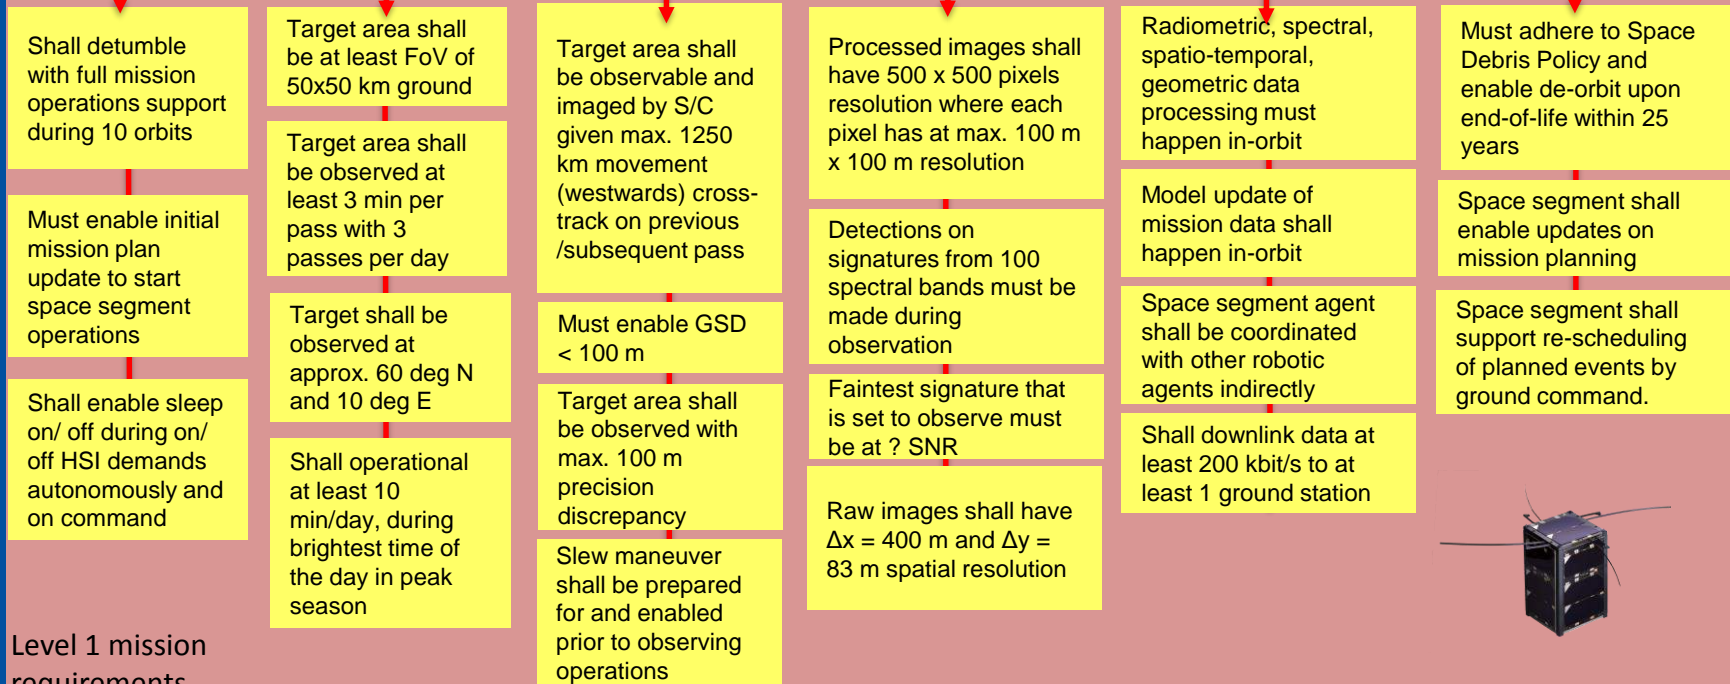 Shall detumble
with full mission
operations support
during 10 orbits
Must enable initial
mission plan
update to start
space segment
operations
Shall enable sleep
on/ off during on/
off HSI demands
autonomously and
on command
Target area shall
be at least FoV of
50x50 km ground
Target area shall
be observed at
least 3 min per
pass with 3
passes per day
Target shall be
observed at
approx. 60 deg N
and 10 deg E
Shall operational
at least 10
min/day, during
brightest time of
the day in peak
season
Target area shall
be observable and
imaged by S/C
given max. 1250
km movement
(westwards) cross-
track on previous
/subsequent pass
Must enable GSD
< 100 m
Target area shall
be observed with
max. 100 m
precision
discrepancy
Slew maneuver
shall be prepared
for and enabled
prior to observing
operations
Processed images shall
have 500 x 500 pixels
resolution where each
pixel has at max. 100 m
x 100 m resolution
Detections on
signatures from 100
spectral bands must be
made during
observation
Faintest signature that
is set to observe must
be at ? SNR
Raw images shall have
Δx = 400 m and Δy =
83 m spatial resolution
Radiometric, spectral,
spatio-temporal,
geometric data
processing must
happen in-orbit
Model update of
mission data shall
happen in-orbit
Space segment agent
shall be coordinated
with other robotic
agents indirectly
Shall downlink data at
least 200 kbit/s to at
least 1 ground station
Must adhere to Space
Debris Policy and
enable de-orbit upon
end-of-life within 25
years
Space segment shall
enable updates on
mission planning
Space segment shall
support re-scheduling
of planned events by
ground command.
Level 1 mission
requirements